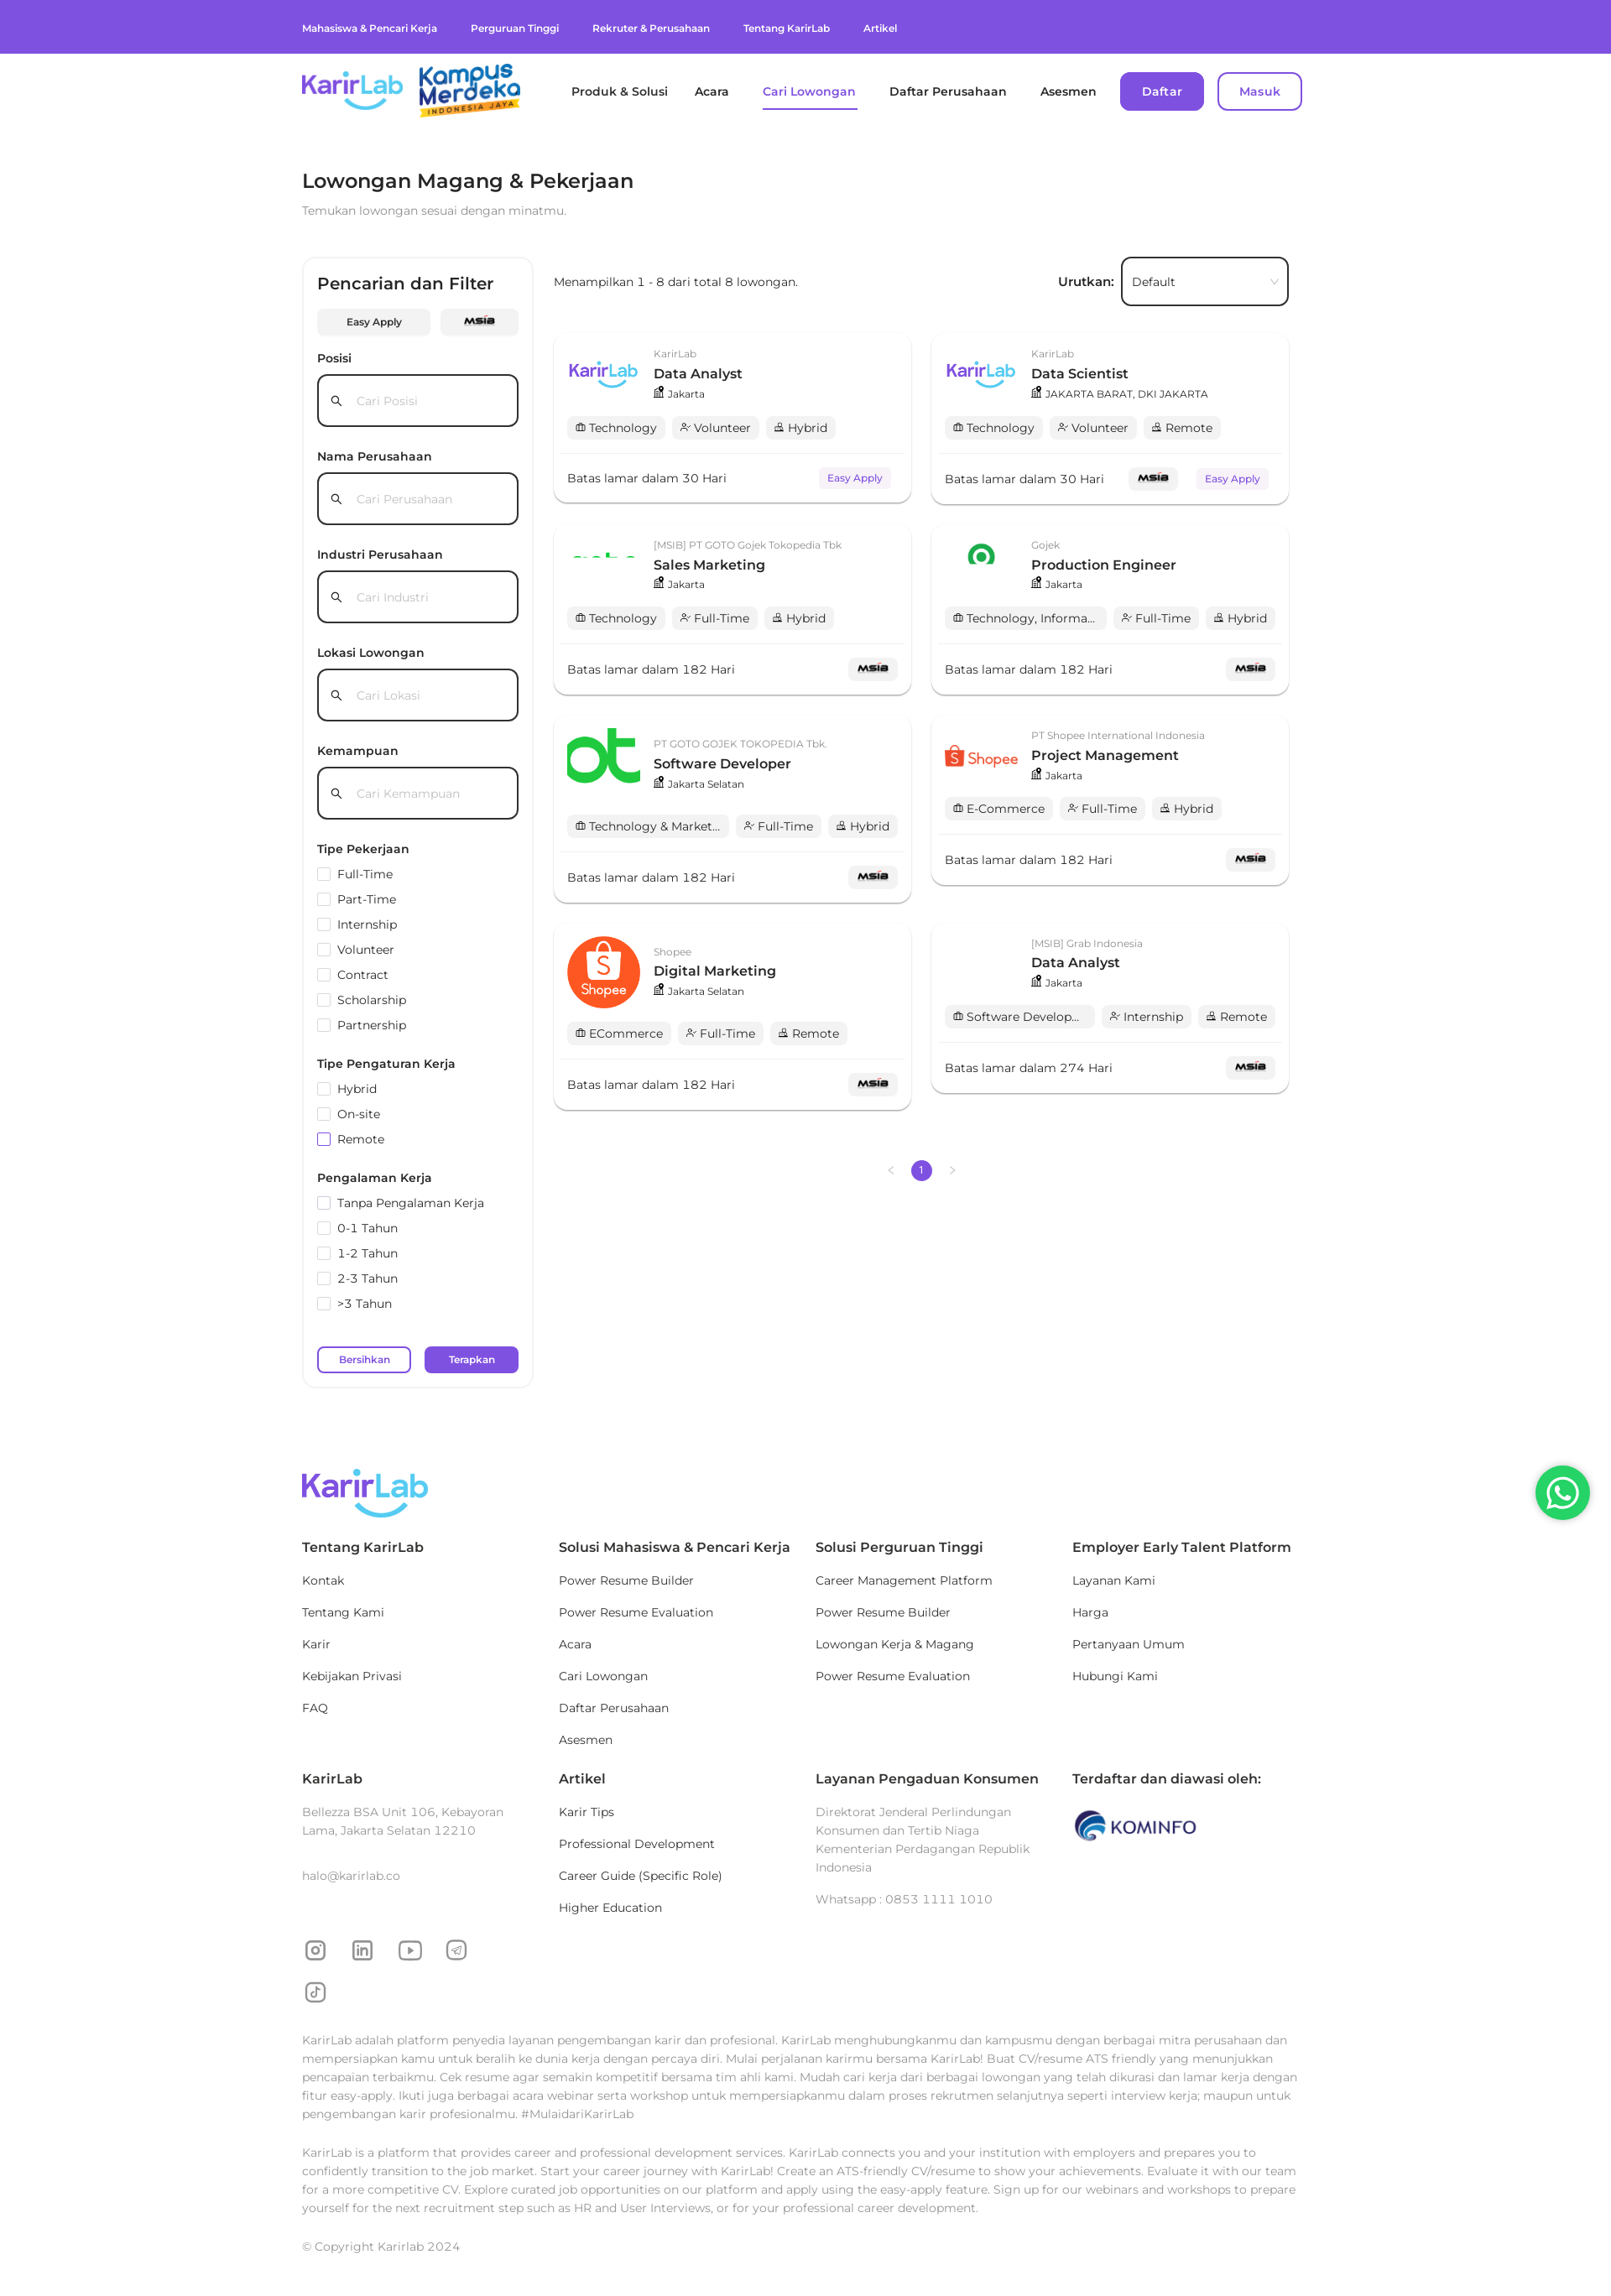 Mahasiswa & Pencari Kerja
Perguruan Tinggi
Rekruter & Perusahaan
Tentang KarirLab
Artikel
KarirLab
Kampus Merdeka
INDONESIA JAYA
Produk & Solusi
Acara
Cari Lowongan
Daftar Perusahaan
Asesmen
Daftar
Masuk
Lowongan Magang & Pekerjaan
Temukan lowongan sesuai dengan minatmu.
Pencarian dan Filter
Easy Apply
MSIB
Posisi
Cari Posisi
Nama Perusahaan
Cari Perusahaan
Industri Perusahaan
Cari Industri
Lokasi Lowongan
Cari Lokasi
Kemampuan
Cari Kemampuan
Tipe Pekerjaan
Full-Time
Part-Time
Internship
Volunteer
Contract
Scholarship
Partnership
Tipe Pengaturan Kerja
Hybrid
On-site
Remote
Pengalaman Kerja
Tanpa Pengalaman Kerja
0-1 Tahun
1-2 Tahun
2-3 Tahun
>3 Tahun
Bersihkan
Terapkan
Menampilkan 1 - 8 dari total 8 lowongan.
Urutkan:
Default
KarirLab
KarirLab
Data Analyst
Jakarta
Technology
Volunteer
Hybrid
Batas lamar dalam 30 Hari
Easy Apply
KarirLab
KarirLab
Data Scientist
JAKARTA BARAT, DKI JAKARTA
Technology
Volunteer
Remote
Batas lamar dalam 30 Hari
MSIB
Easy Apply
[MSIB] PT GOTO Gojek Tokopedia Tbk
Sales Marketing
Jakarta
Technology
Full-Time
Hybrid
Batas lamar dalam 182 Hari
MSIB
Gojek
Production Engineer
Jakarta
Technology, Informa...
Full-Time
Hybrid
Batas lamar dalam 182 Hari
MSIB
PT GOTO GOJEK TOKOPEDIA Tbk.
Software Developer
Jakarta Selatan
Technology & Market...
Full-Time
Hybrid
Batas lamar dalam 182 Hari
MSIB
Shopee
PT Shopee International Indonesia
Project Management
Jakarta
E-Commerce
Full-Time
Hybrid
Batas lamar dalam 182 Hari
MSIB
Shopee
Shopee
Digital Marketing
Jakarta Selatan
ECommerce
Full-Time
Remote
Batas lamar dalam 182 Hari
MSIB
[MSIB] Grab Indonesia
Data Analyst
Jakarta
Software Develop...
Internship
Remote
Batas lamar dalam 274 Hari
MSIB
1
KarirLab
Tentang KarirLab
Kontak
Tentang Kami
Karir
Kebijakan Privasi
FAQ
Solusi Mahasiswa & Pencari Kerja
Power Resume Builder
Power Resume Evaluation
Acara
Cari Lowongan
Daftar Perusahaan
Asesmen
Solusi Perguruan Tinggi
Career Management Platform
Power Resume Builder
Lowongan Kerja & Magang
Power Resume Evaluation
Employer Early Talent Platform
Layanan Kami
Harga
Pertanyaan Umum
Hubungi Kami
KarirLab
Bellezza BSA Unit 106, Kebayoran
Lama, Jakarta Selatan 12210
halo@karirlab.co
Artikel
Karir Tips
Professional Development
Career Guide (Specific Role)
Higher Education
Layanan Pengaduan Konsumen
Direktorat Jenderal Perlindungan
Konsumen dan Tertib Niaga
Kementerian Perdagangan Republik
Indonesia
Whatsapp : 0853 1111 1010
Terdaftar dan diawasi oleh:
KOMINFO
KarirLab adalah platform penyedia layanan pengembangan karir dan profesional. KarirLab menghubungkanmu dan kampusmu dengan berbagai mitra perusahaan dan
mempersiapkan kamu untuk beralih ke dunia kerja dengan percaya diri. Mulai perjalanan karirmu bersama KarirLab! Buat CV/resume ATS friendly yang menunjukkan
pencapaian terbaikmu. Cek resume agar semakin kompetitif bersama tim ahli kami. Mudah cari kerja dari berbagai lowongan yang telah dikurasi dan lamar kerja dengan
fitur easy-apply. Ikuti juga berbagai acara webinar serta workshop untuk mempersiapkanmu dalam proses rekrutmen selanjutnya seperti interview kerja; maupun untuk
pengembangan karir profesionalmu. #MulaidariKarirLab
KarirLab is a platform that provides career and professional development services. KarirLab connects you and your institution with employers and prepares you to
confidently transition to the job market. Start your career journey with KarirLab! Create an ATS-friendly CV/resume to show your achievements. Evaluate it with our team
for a more competitive CV. Explore curated job opportunities on our platform and apply using the easy-apply feature. Sign up for our webinars and workshops to prepare
yourself for the next recruitment step such as HR and User Interviews, or for your professional career development.
© Copyright Karirlab 2024